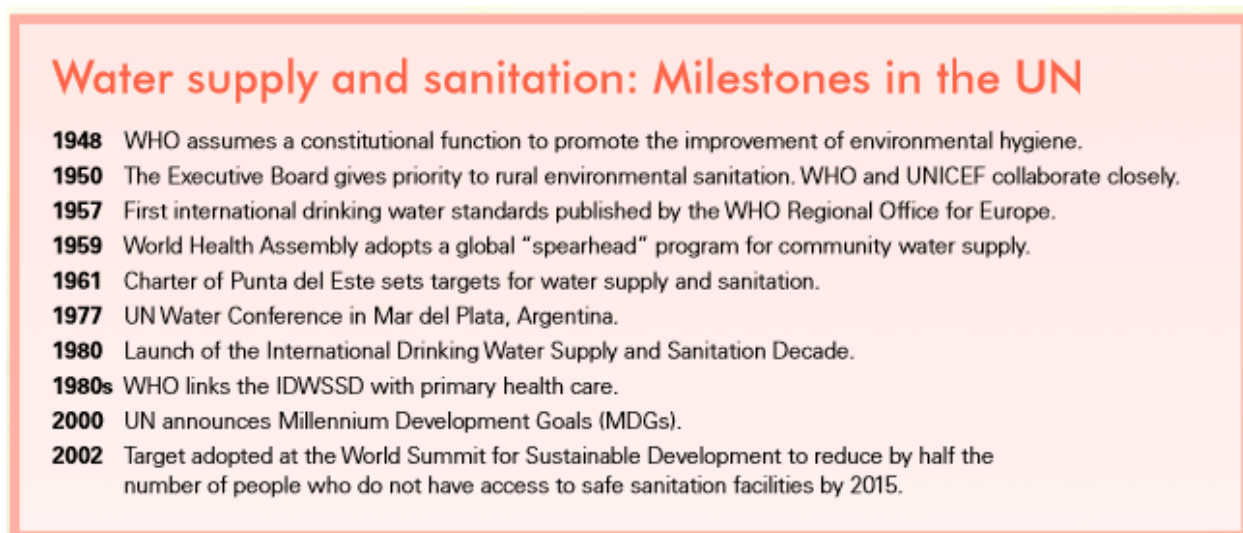 Water supply and sanitation: Milestones in the UN
1948 WHO assumes a constitutional function to promote the improvement of environmental hygiene.
1950 The Executive Board gives priority to rural environmental sanitation. WHO and UNICEF collaborate closely.
1957 First international drinking water standards published by the WHO Regional Office for Europe.
1959 World Health Assembly adopts a global “spearhead” program for community water supply.
1961 Charter of Punta del Este sets targets for water supply and sanitation.
1977 UN Water Conference in Mar del Plata, Argentina.
1980 Launch of the International Drinking Water Supply and Sanitation Decade.
1980s WHO links the IDWSSD with primary health care.
2000 UN announces Millennium Development Goals (MDGs).
2002 Target adopted at the World Summit for Sustainable Development to reduce by half the
number of people who do not have access to safe sanitation facilities by 2015.